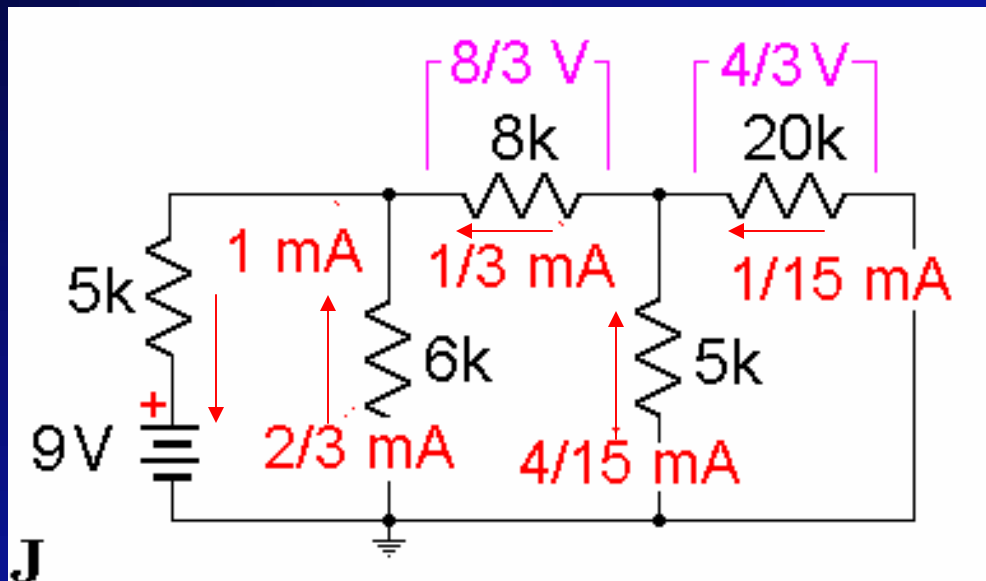 8/3 V
4/3 V
8k
20k
1 mA
1/3 mA
1/15 mA
5k
6k
5k
+
9V
2/3 mA
4/15 mA
J